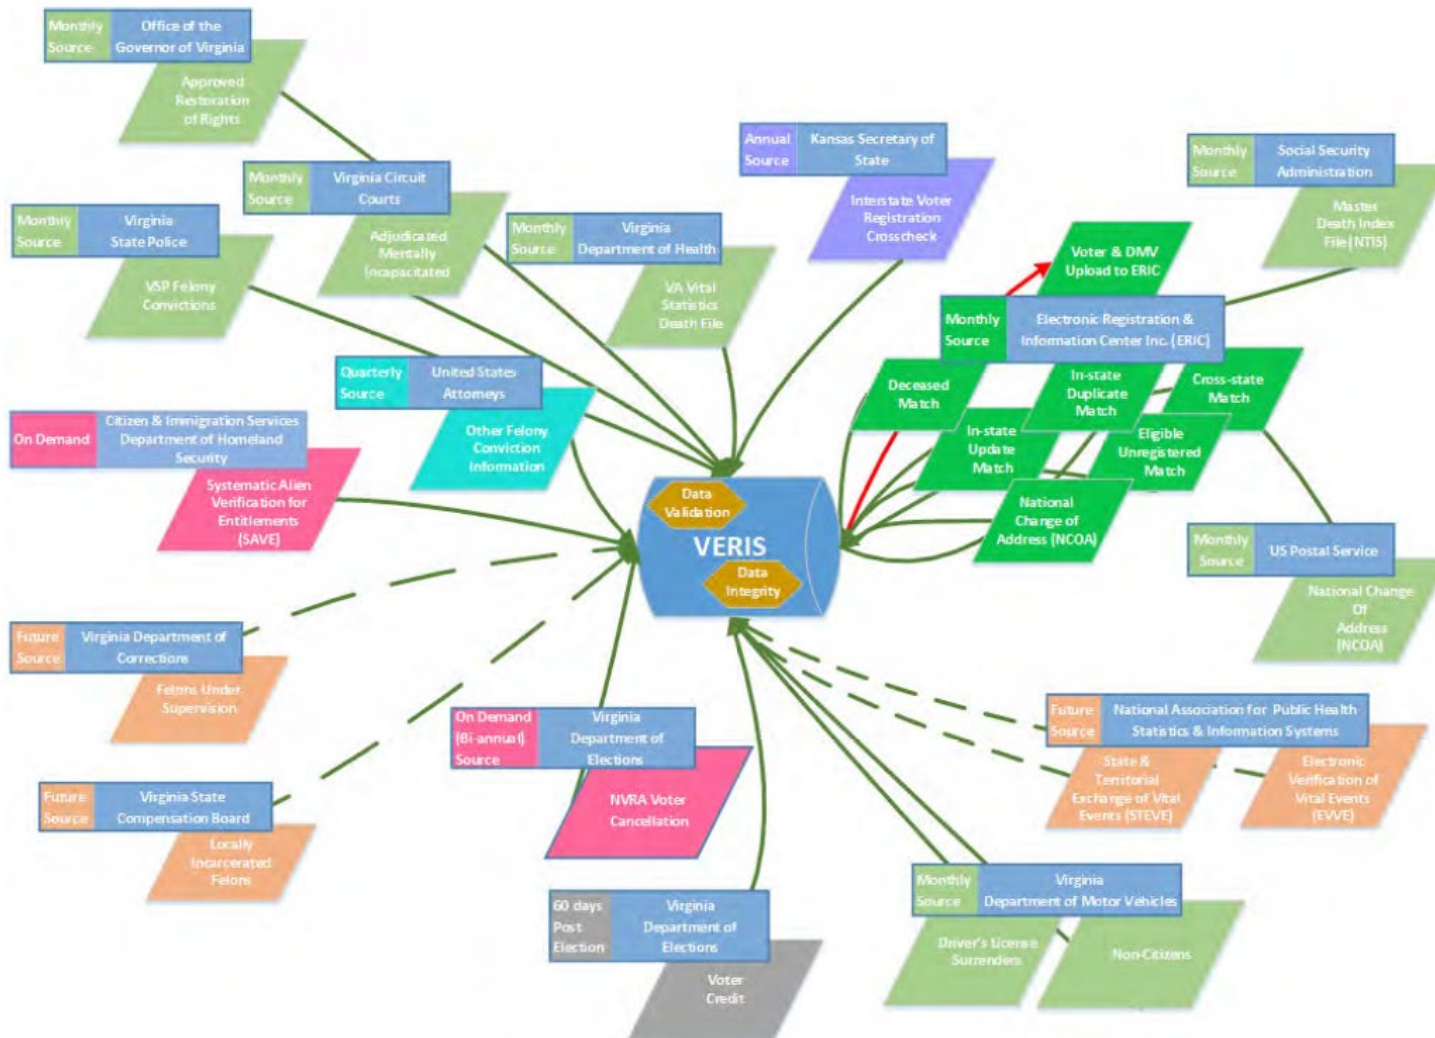 Monthly
Source
Office of the
Governor of Virginia
Approved
Restoration
of Rights
Monthly
Source
Virginia Circuit
Courts
Adjudicated
Mentally
Incapacitated
Monthly
Source
Virginia
State Police
VSP Felony
Convictions
Monthly
Source
Virginia
Department of Health
VA Vital
Statistics
Death File
Annual
Source
Kansas Secretary of
State
Interstate Voter
Registration
Crosscheck
Monthly
Source
Social Security
Administration
Master
Death Index
File (NTIS)
Voter & DMV
Upload to ERIC
Monthly
Source
Electronic Registration &
Information Center Inc. (ERIC)
Deceased
Match
In-state
Duplicate
Match
Cross-state
Match
In-state
Update
Match
Eligible
Unregistered
Match
National
Change of
Address (NCOA)
Quarterly
Source
United States
Attorneys
Other Felony
Conviction
Information
On Demand
Citizen & Immigration Services
Department of Homeland
Security
Systematic Alien
Verification for
Entitlements
(SAVE)
Data
Validation
VERIS
Data
Integrity
Monthly
Source
US Postal Service
National Change
Of
Address
(NCOA)
Future
Source
Virginia Department of
Corrections
Felons Under
Supervision
Future
Source
Virginia State
Compensation Board
Locally
Incarcerated
Felons
On Demand
(Bi-annual)
Source
Virginia
Department of
Elections
NVRA Voter
Cancellation
60 days
Post
Election
Virginia
Department of
Elections
Voter
Credit
Future
Source
National Association for Public Health
Statistics & Information Systems
State &
Territorial
Exchange of Vital
Events (STEVE)
Electronic
Verification of
Vital Events
(EVVE)
Monthly
Source
Virginia
Department of Motor Vehicles
Driver's License
Surrenders
Non-Citizens